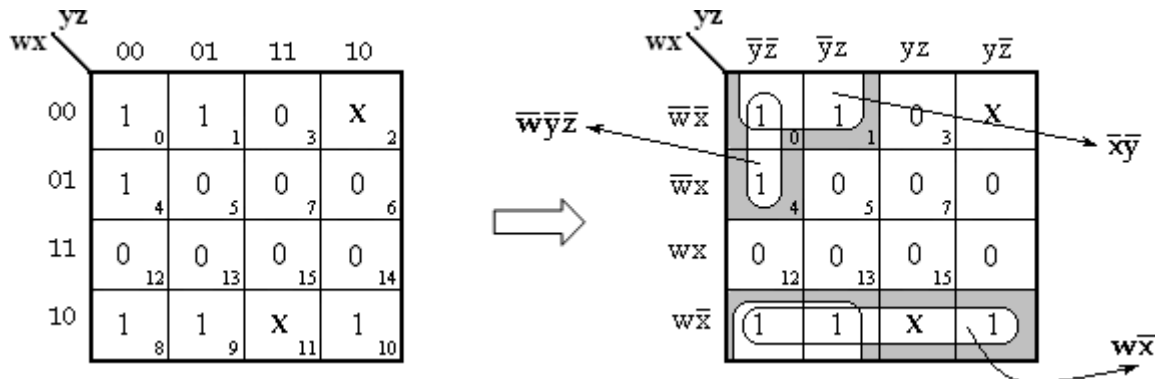 yz yz
wx 00 01 11 10 wx y̅z̅ y̅z yz yz̅
00 1 0 1 1 0 3 X 2 w̅x̅ 1 0 1 1 0 3 X
w̅y̅z̅ x̅y̅
01 1 4 0 5 0 7 0 6 w̅x 1 4 0 5 0 7 0
11 0 12 0 13 0 15 0 14 wx 0 12 0 13 0 15 0
10 1 8 1 9 X 11 1 10 wx̅ 1 1 X 1
wx̅